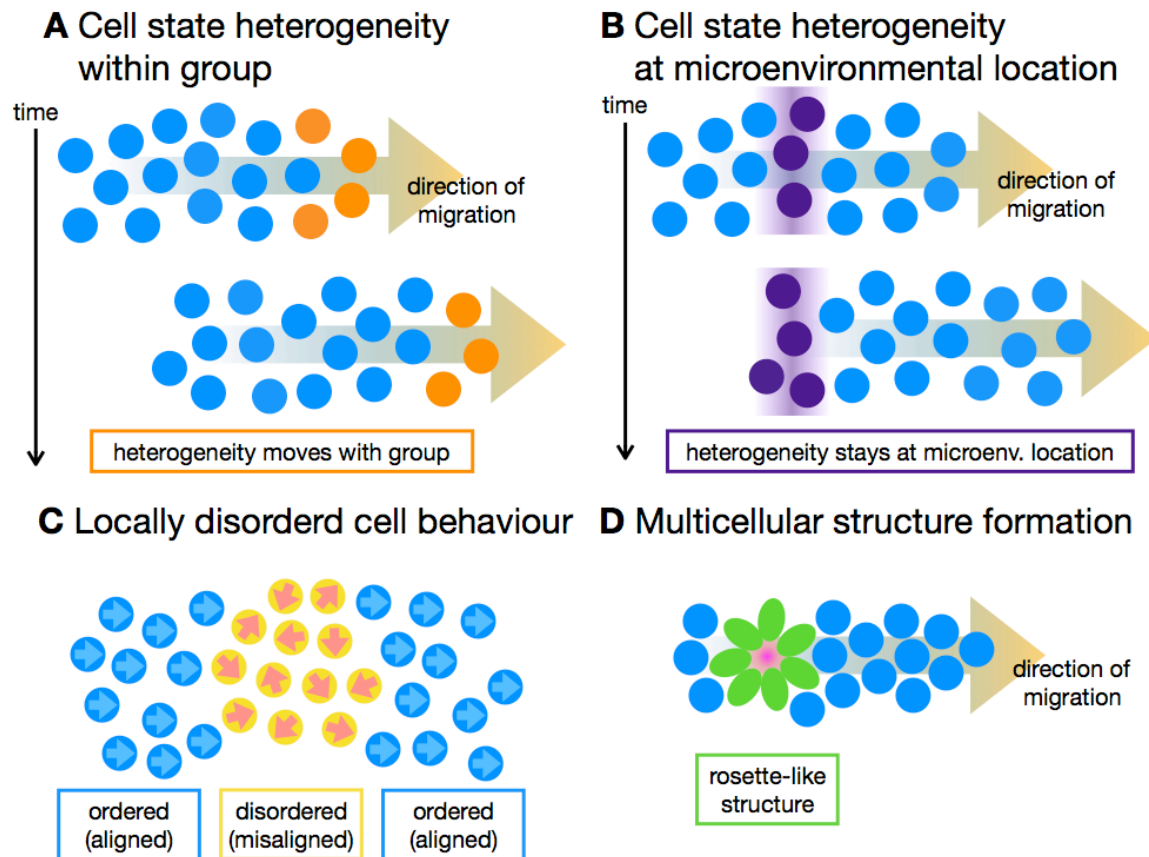 A Cell state heterogeneity
within group
time
direction of
migration
heterogeneity moves with group
B Cell state heterogeneity
at microenvironmental location
time
direction of
migration
heterogeneity stays at microenv. location
C Locally disorderd cell behaviour
ordered
(aligned)
disordered
(misaligned)
ordered
(aligned)
D Multicellular structure formation
direction of
migration
rosette-like
structure